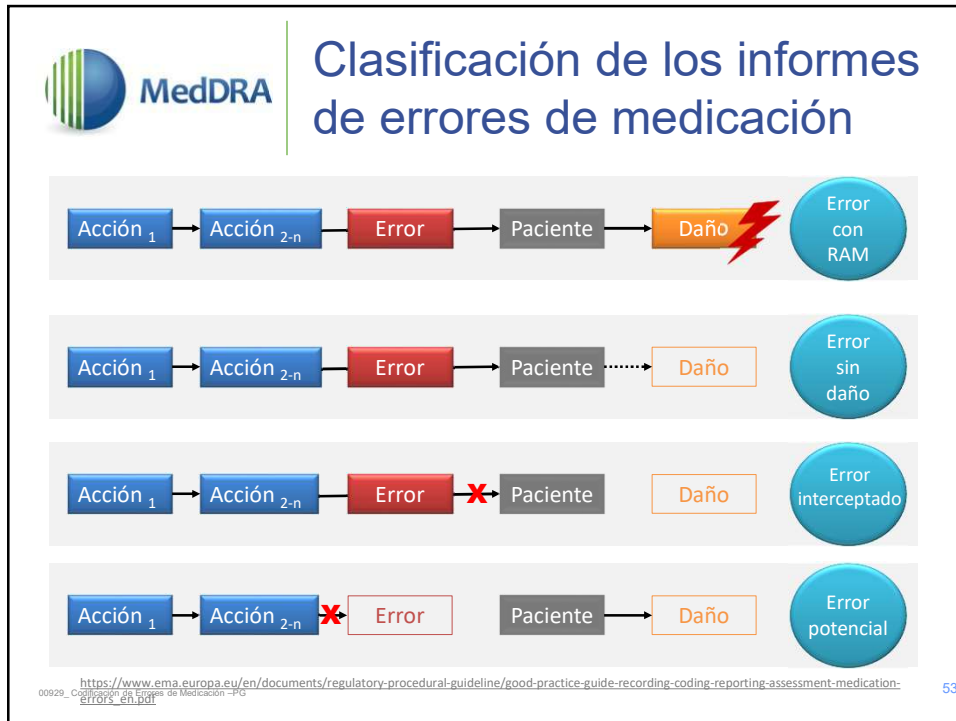 MedDRA
Clasificación de los informes
de errores de medicación
Acción 1
Acción 2-n
Error
Paciente
Daño
Error
con
RAM
Acción 1
Acción 2-n
Error
Paciente
Daño
Error
sin
daño
Acción 1
Acción 2-n
Error
X
Paciente
Daño
Error
interceptado
Acción 1
Acción 2-n
X
Error
Paciente
Daño
Error
potencial
https://www.ema.europa.eu/en/documents/regulatory-procedural-guideline/good-practice-guide-recording-coding-reporting-assessment-medication-
errors_en.pdf
00929_ Codificación de Errores de Medicación –PG
53